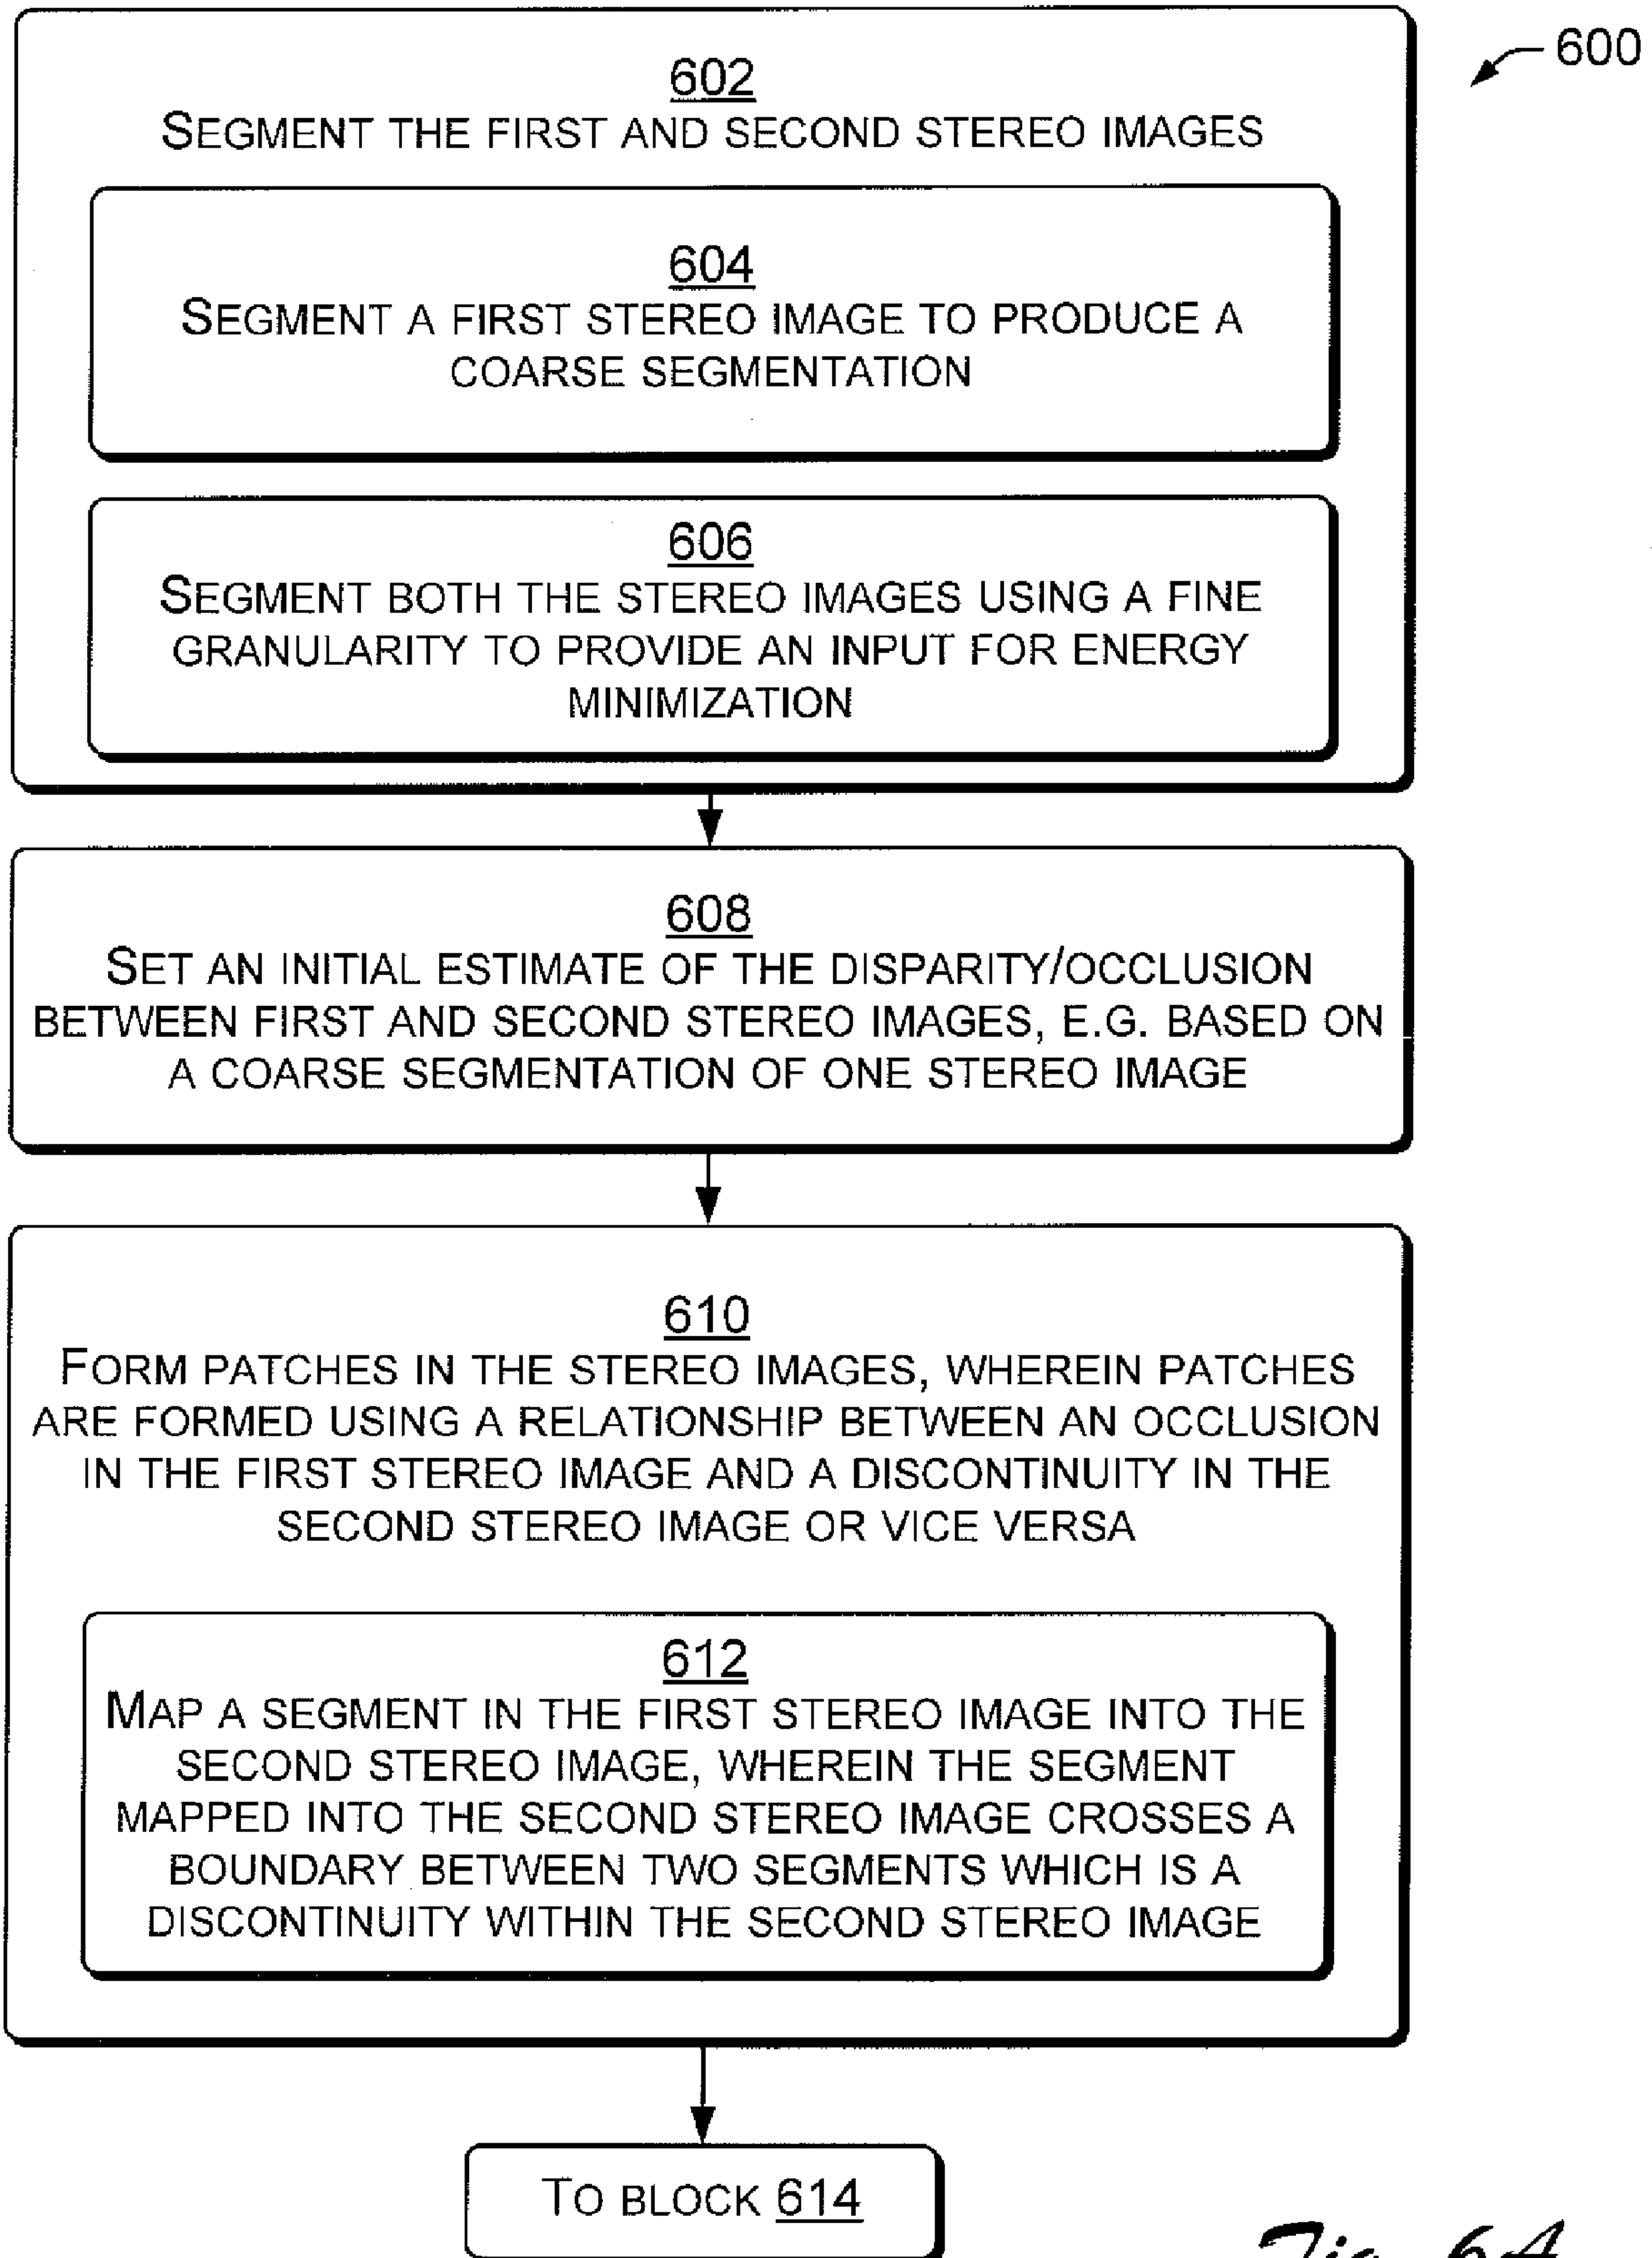 600
602
SEGMENT THE FIRST AND SECOND STEREO IMAGES
604
SEGMENT A FIRST STEREO IMAGE TO PRODUCE A
COARSE SEGMENTATION
606
SEGMENT BOTH THE STEREO IMAGES USING A FINE
GRANULARITY TO PROVIDE AN INPUT FOR ENERGY
MINIMIZATION
608
SET AN INITIAL ESTIMATE OF THE DISPARITY/OCCLUSION
BETWEEN FIRST AND SECOND STEREO IMAGES, E.G. BASED ON
A COARSE SEGMENTATION OF ONE STEREO IMAGE
610
FORM PATCHES IN THE STEREO IMAGES, WHEREIN PATCHES
ARE FORMED USING A RELATIONSHIP BETWEEN AN OCCLUSION
IN THE FIRST STEREO IMAGE AND A DISCONTINUITY IN THE
SECOND STEREO IMAGE OR VICE VERSA
612
MAP A SEGMENT IN THE FIRST STEREO IMAGE INTO THE
SECOND STEREO IMAGE, WHEREIN THE SEGMENT
MAPPED INTO THE SECOND STEREO IMAGE CROSSES A
BOUNDARY BETWEEN TWO SEGMENTS WHICH IS A
DISCONTINUITY WITHIN THE SECOND STEREO IMAGE
TO BLOCK 614
Fig. 6A